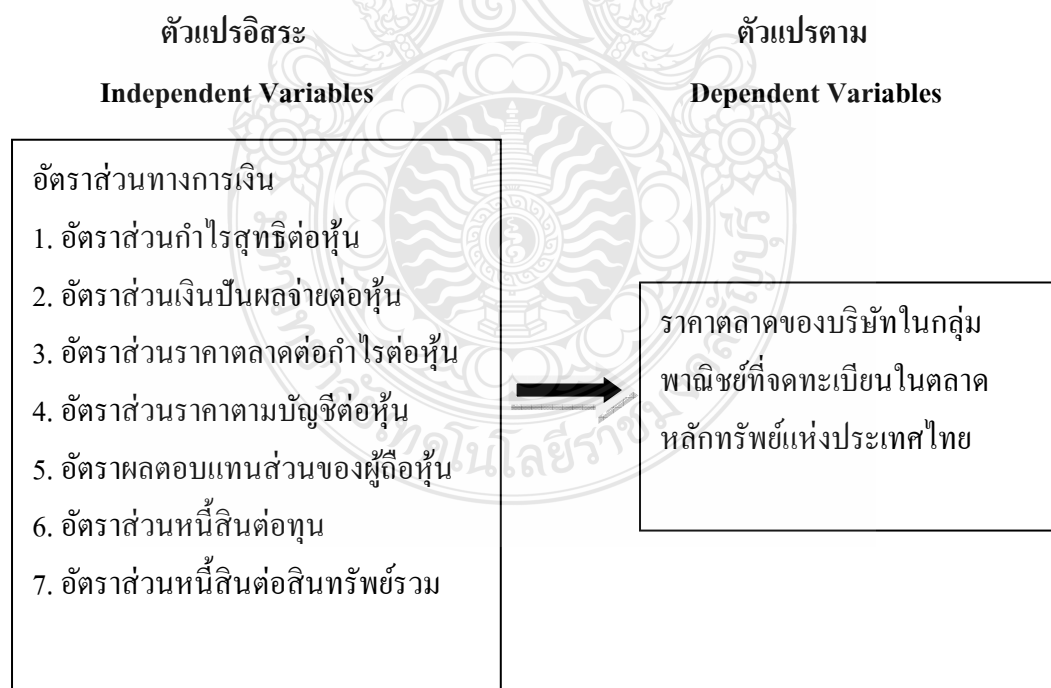 ตัวแปรอิสระ
Independent Variables
อัตราส่วนทางการเงิน
1. อัตราส่วนกำไรสุทธิต่อหุ้น
2. อัตราส่วนเงินปันผลจ่ายต่อหุ้น
3. อัตราส่วนราคาตลาดต่อกำไรต่อหุ้น
4. อัตราส่วนราคาตามบัญชีต่อหุ้น
5. อัตราผลตอบแทนส่วนของผู้ถือหุ้น
6. อัตราส่วนหนี้สินต่อทุน
7. อัตราส่วนหนี้สินต่อสินทรัพย์รวม
ตัวแปรตาม
Dependent Variables
ราคาตลาดของบริษัทในกลุ่ม
พาณิชย์ที่จดทะเบียนในตลาด
หลักทรัพย์แห่งประเทศไทย